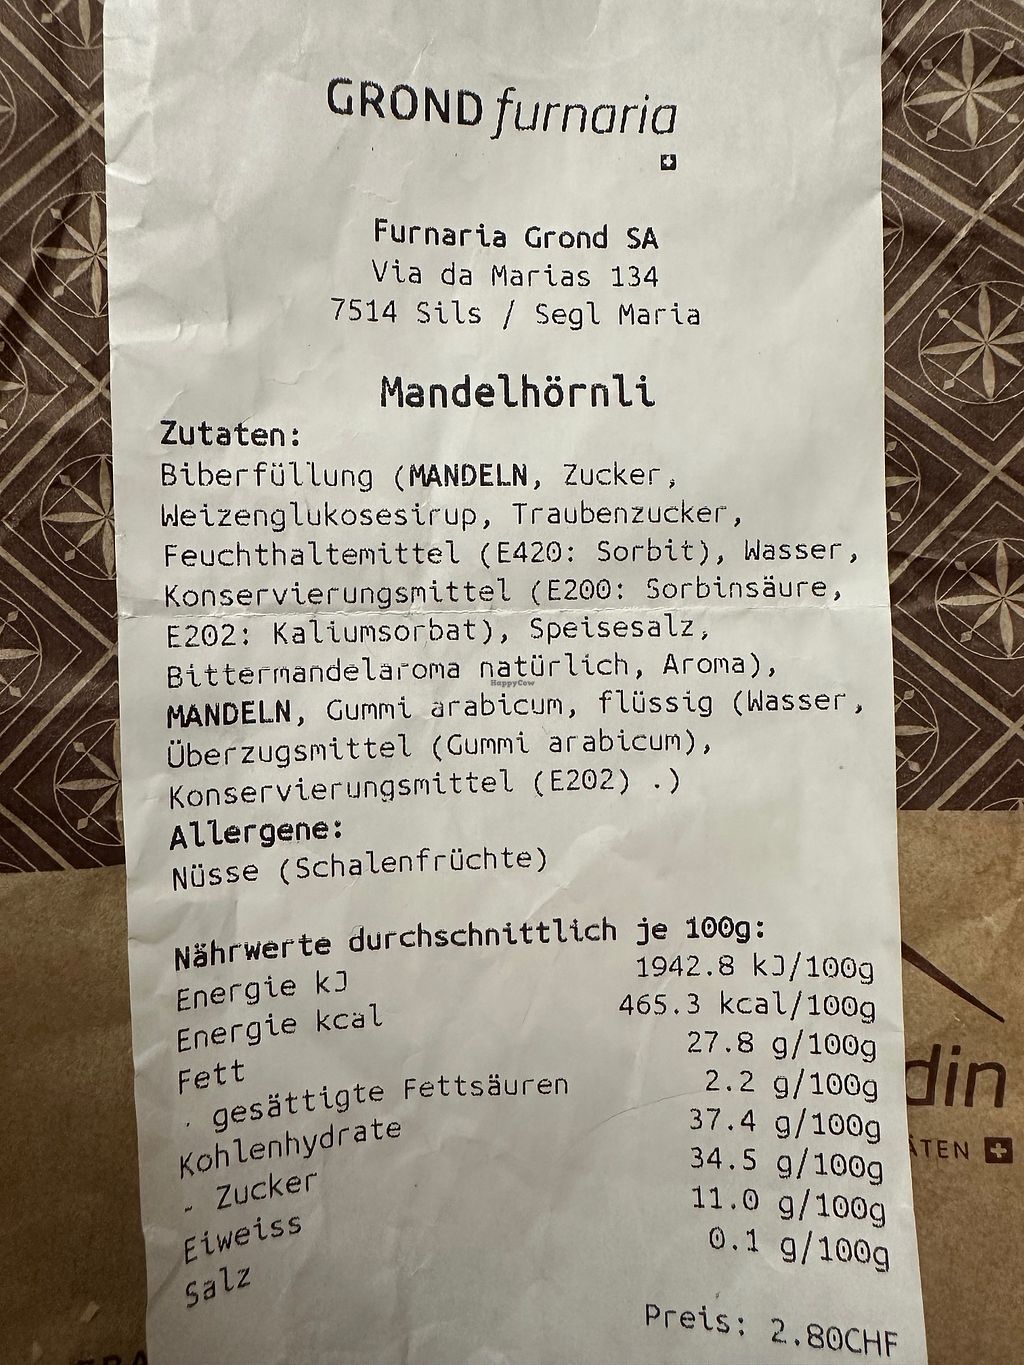 GROND furnaria
Furnaria Grond SA
Via da Marias 134
7514 Sils / Segl Maria
Mandelhörnli
Zutaten:
Biberfüllung (MANDELN, Zucker,
Weizenglukosesirup, Traubenzucker,
Feuchthaltemittel (E420: Sorbit), Wasser,
Konservierungsmittel (E200: Sorbinsäure,
E202: Kaliumsorbat), Speisesalz,
Bittermandelaroma natürlich, Aroma),
HappyCow
MANDELN, Gummi arabicum, flüssig (Wasser,
Überzugsmittel (Gummi arabicum),
Konservierungsmittel (E202) .)
Allergene:
Nüsse (Schalenfrüchte)
Nährwerte durchschnittlich je 100g:
Energie kJ 1942.8 kJ/100g
Energie kcal 465.3 kcal/100g
Fett 27.8 g/100g
. gesättigte Fettsäuren 2.2 g/100g
Kohlenhydrate 37.4 g/100g
- Zucker 34.5 g/100g
Eiweiss 11.0 g/100g
Salz 0.1 g/100g
Preis: 2.80CHF
din
ÄTEN